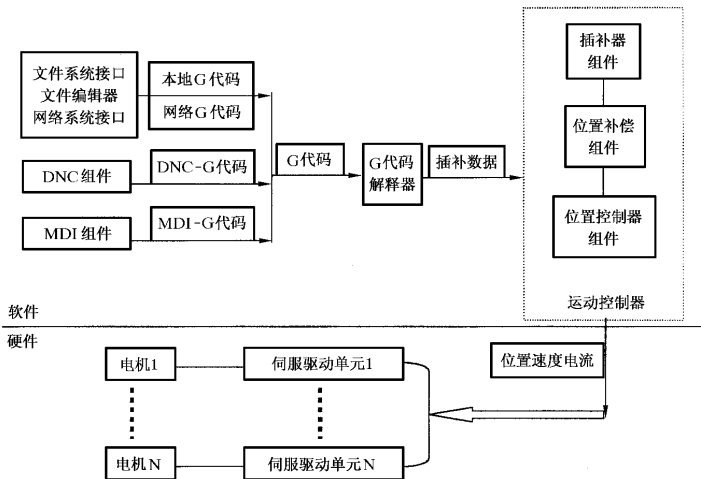 文件系统接口
文件编辑器
网络系统接口
本地G代码
网络G代码
DNC组件
DNC-G代码
MDI组件
MDI-G代码
G代码
G代码
解释器
插补数据
插补器
组件
位置补偿
组件
位置控制器
组件
运动控制器
软件
硬件
位置速度电流
电机1
伺服驱动单元1
电机N
伺服驱动单元N